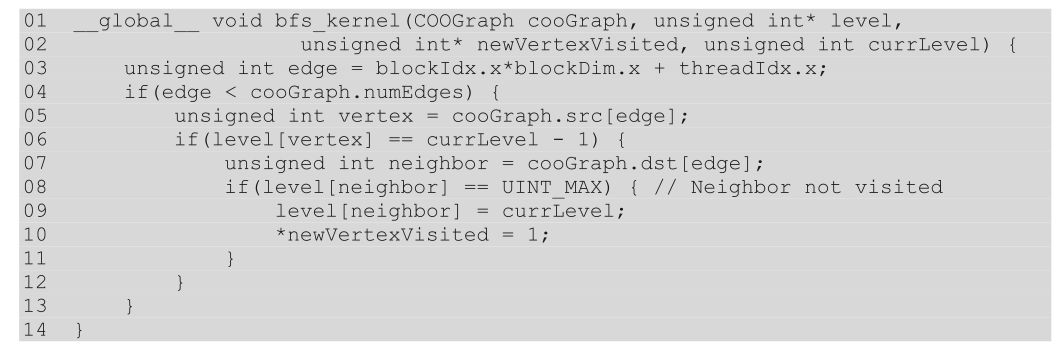 01 __global__ void bfs_kernel(COOGraph cooGraph, unsigned int* level,
02 unsigned int* newVertexVisited, unsigned int currLevel) {
03 unsigned int edge = blockIdx.x*blockDim.x + threadIdx.x;
04 if(edge < cooGraph.numEdges) {
05 unsigned int vertex = cooGraph.src[edge];
06 if(level[vertex] == currLevel - 1) {
07 unsigned int neighbor = cooGraph.dst[edge];
08 if(level[neighbor] == UINT_MAX) { // Neighbor not visited
09 level[neighbor] = currLevel;
10 *newVertexVisited = 1;
11 }
12 }
13 }
14 }